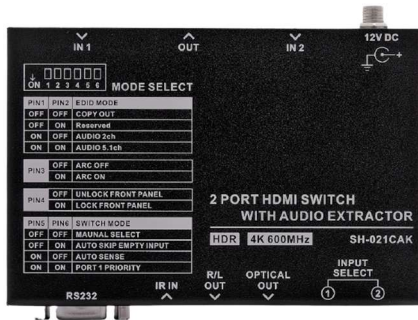 IN 1 OUT IN 2 12V DC
ON 1 2 3 4 5 6 MODE SELECT
PIN1 PIN2 EDID MODE
OFF OFF COPY OUT
OFF ON Reserved
ON OFF AUDIO 2ch
ON ON AUDIO 5.1ch
PIN3 OFF ARC OFF
ON ARC ON
PIN4 OFF UNLOCK FRONT PANEL
ON LOCK FRONT PANEL
PIN5 PIN6 SWITCH MODE
OFF OFF MAUNAL SELECT
OFF ON AUTO SKIP EMPTY INPUT
ON OFF AUTO SENSE
ON ON PORT 1 PRIORITY
2 PORT HDMI SWITCH
WITH AUDIO EXTRACTOR
HDR 4K 600MHz SH-021CAK
RS232 IR IN R/L OUT OPTICAL OUT INPUT SELECT
1 2